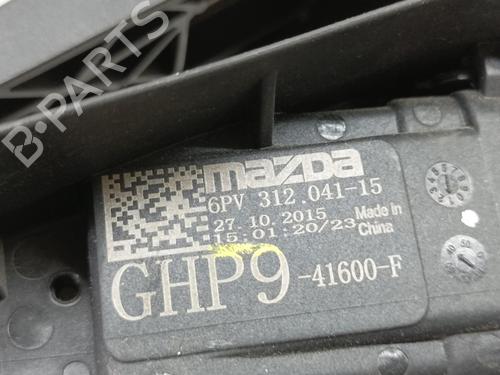 mazda
6PV 312.041-15
27.10.2015
15:01:20/23
Made in
China
GHP9-41600-F
B-PARTS